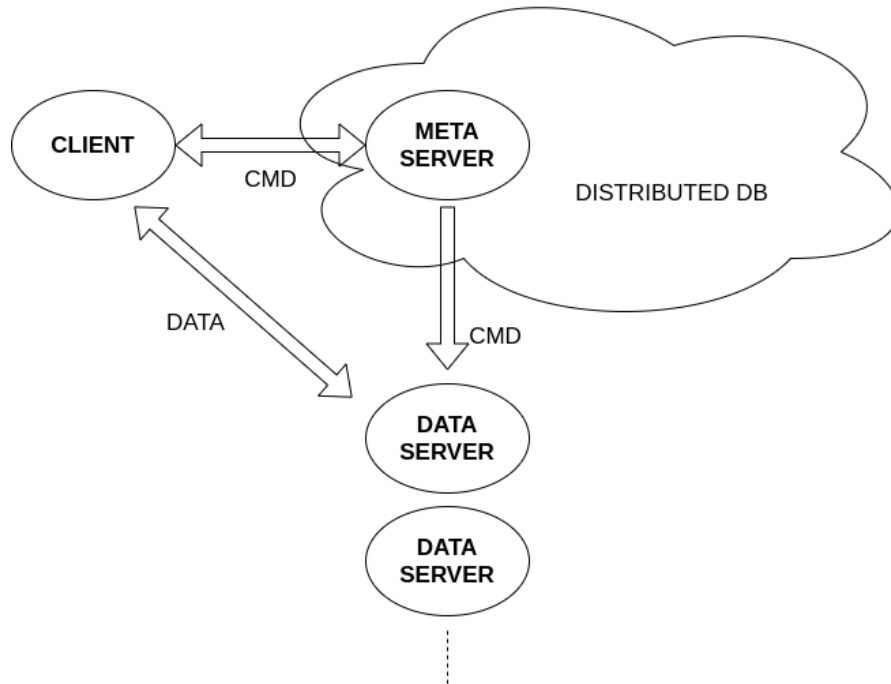 CLIENT
META
SERVER
CMD
DISTRIBUTED DB
DATA
CMD
DATA
SERVER
DATA
SERVER